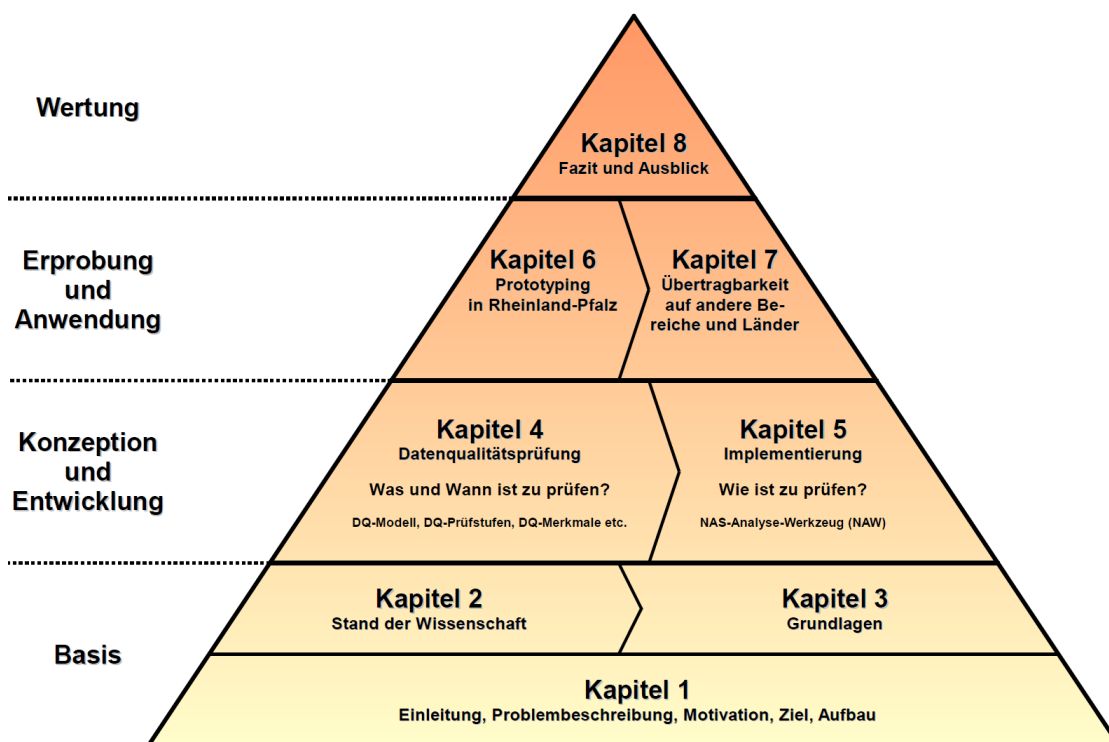 Wertung
Kapitel 8
Fazit und Ausblick
Erprobung
und
Anwendung
Kapitel 6
Prototyping
in Rheinland-Pfalz
Kapitel 7
Übertragbarkeit
auf andere Be-
reiche und Länder
Konzeption
und
Entwicklung
Kapitel 4
Datenqualitätsprüfung
Was und Wann ist zu prüfen?
DQ-Modell, DQ-Prüfstufen, DQ-Merkmale etc.
Kapitel 5
Implementierung
Wie ist zu prüfen?
NAS-Analyse-Werkzeug (NAW)
Basis
Kapitel 2
Stand der Wissenschaft
Kapitel 3
Grundlagen
Kapitel 1
Einleitung, Problembeschreibung, Motivation, Ziel, Aufbau